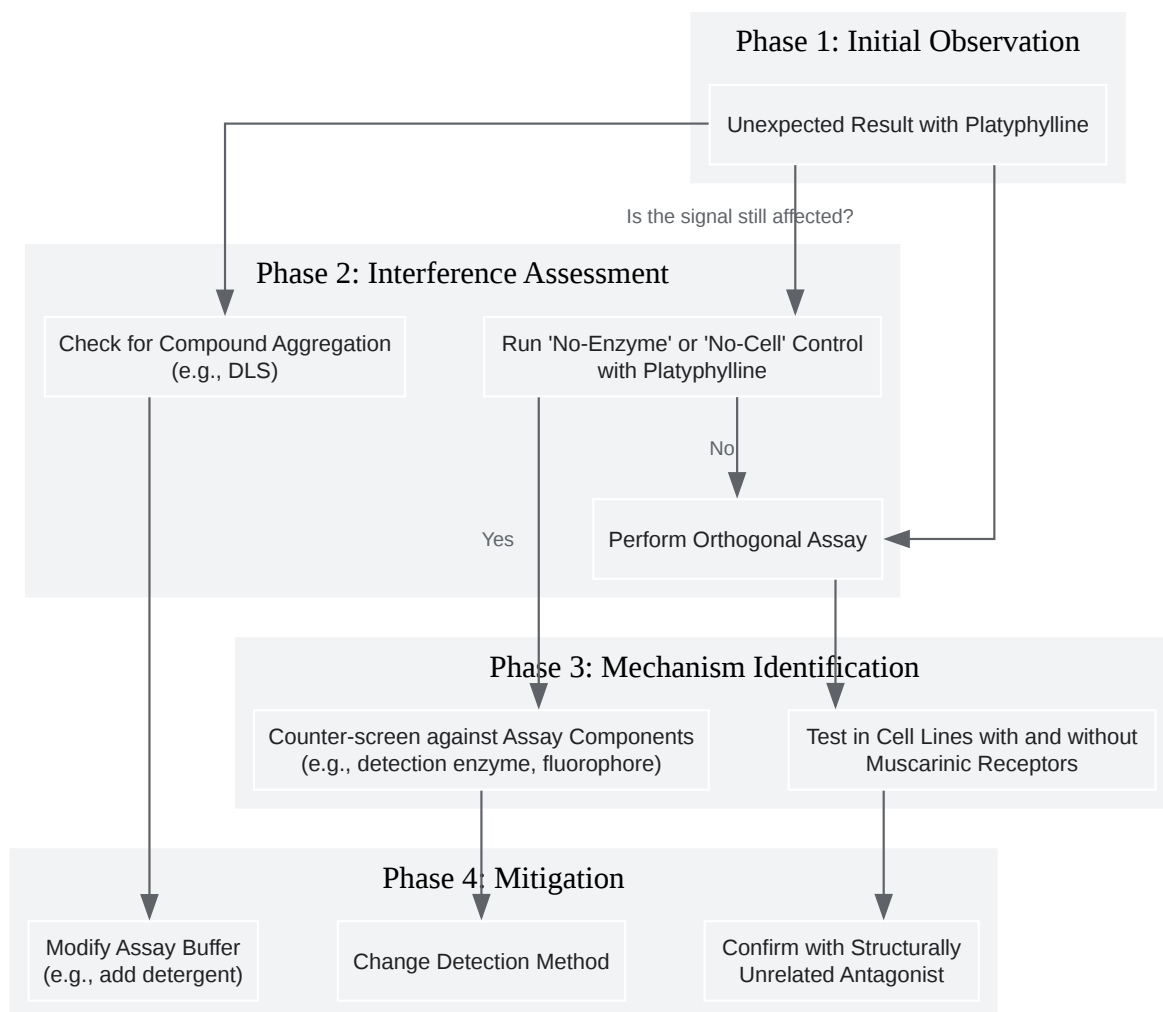 Phase 1: Initial Observation
Unexpected Result with Platyphylline
Is the signal still affected?
Phase 2: Interference Assessment
Check for Compound Aggregation
(e.g., DLS)
Run 'No-Enzyme' or 'No-Cell' Control
with Platyphylline
No
Yes
Perform Orthogonal Assay
Phase 3: Mechanism Identification
Counter-screen against Assay Components
(e.g., detection enzyme, fluorophore)
Test in Cell Lines with and without
Muscarinic Receptors
Phase 4: Mitigation
Modify Assay Buffer
(e.g., add detergent)
Change Detection Method
Confirm with Structurally
Unrelated Antagonist